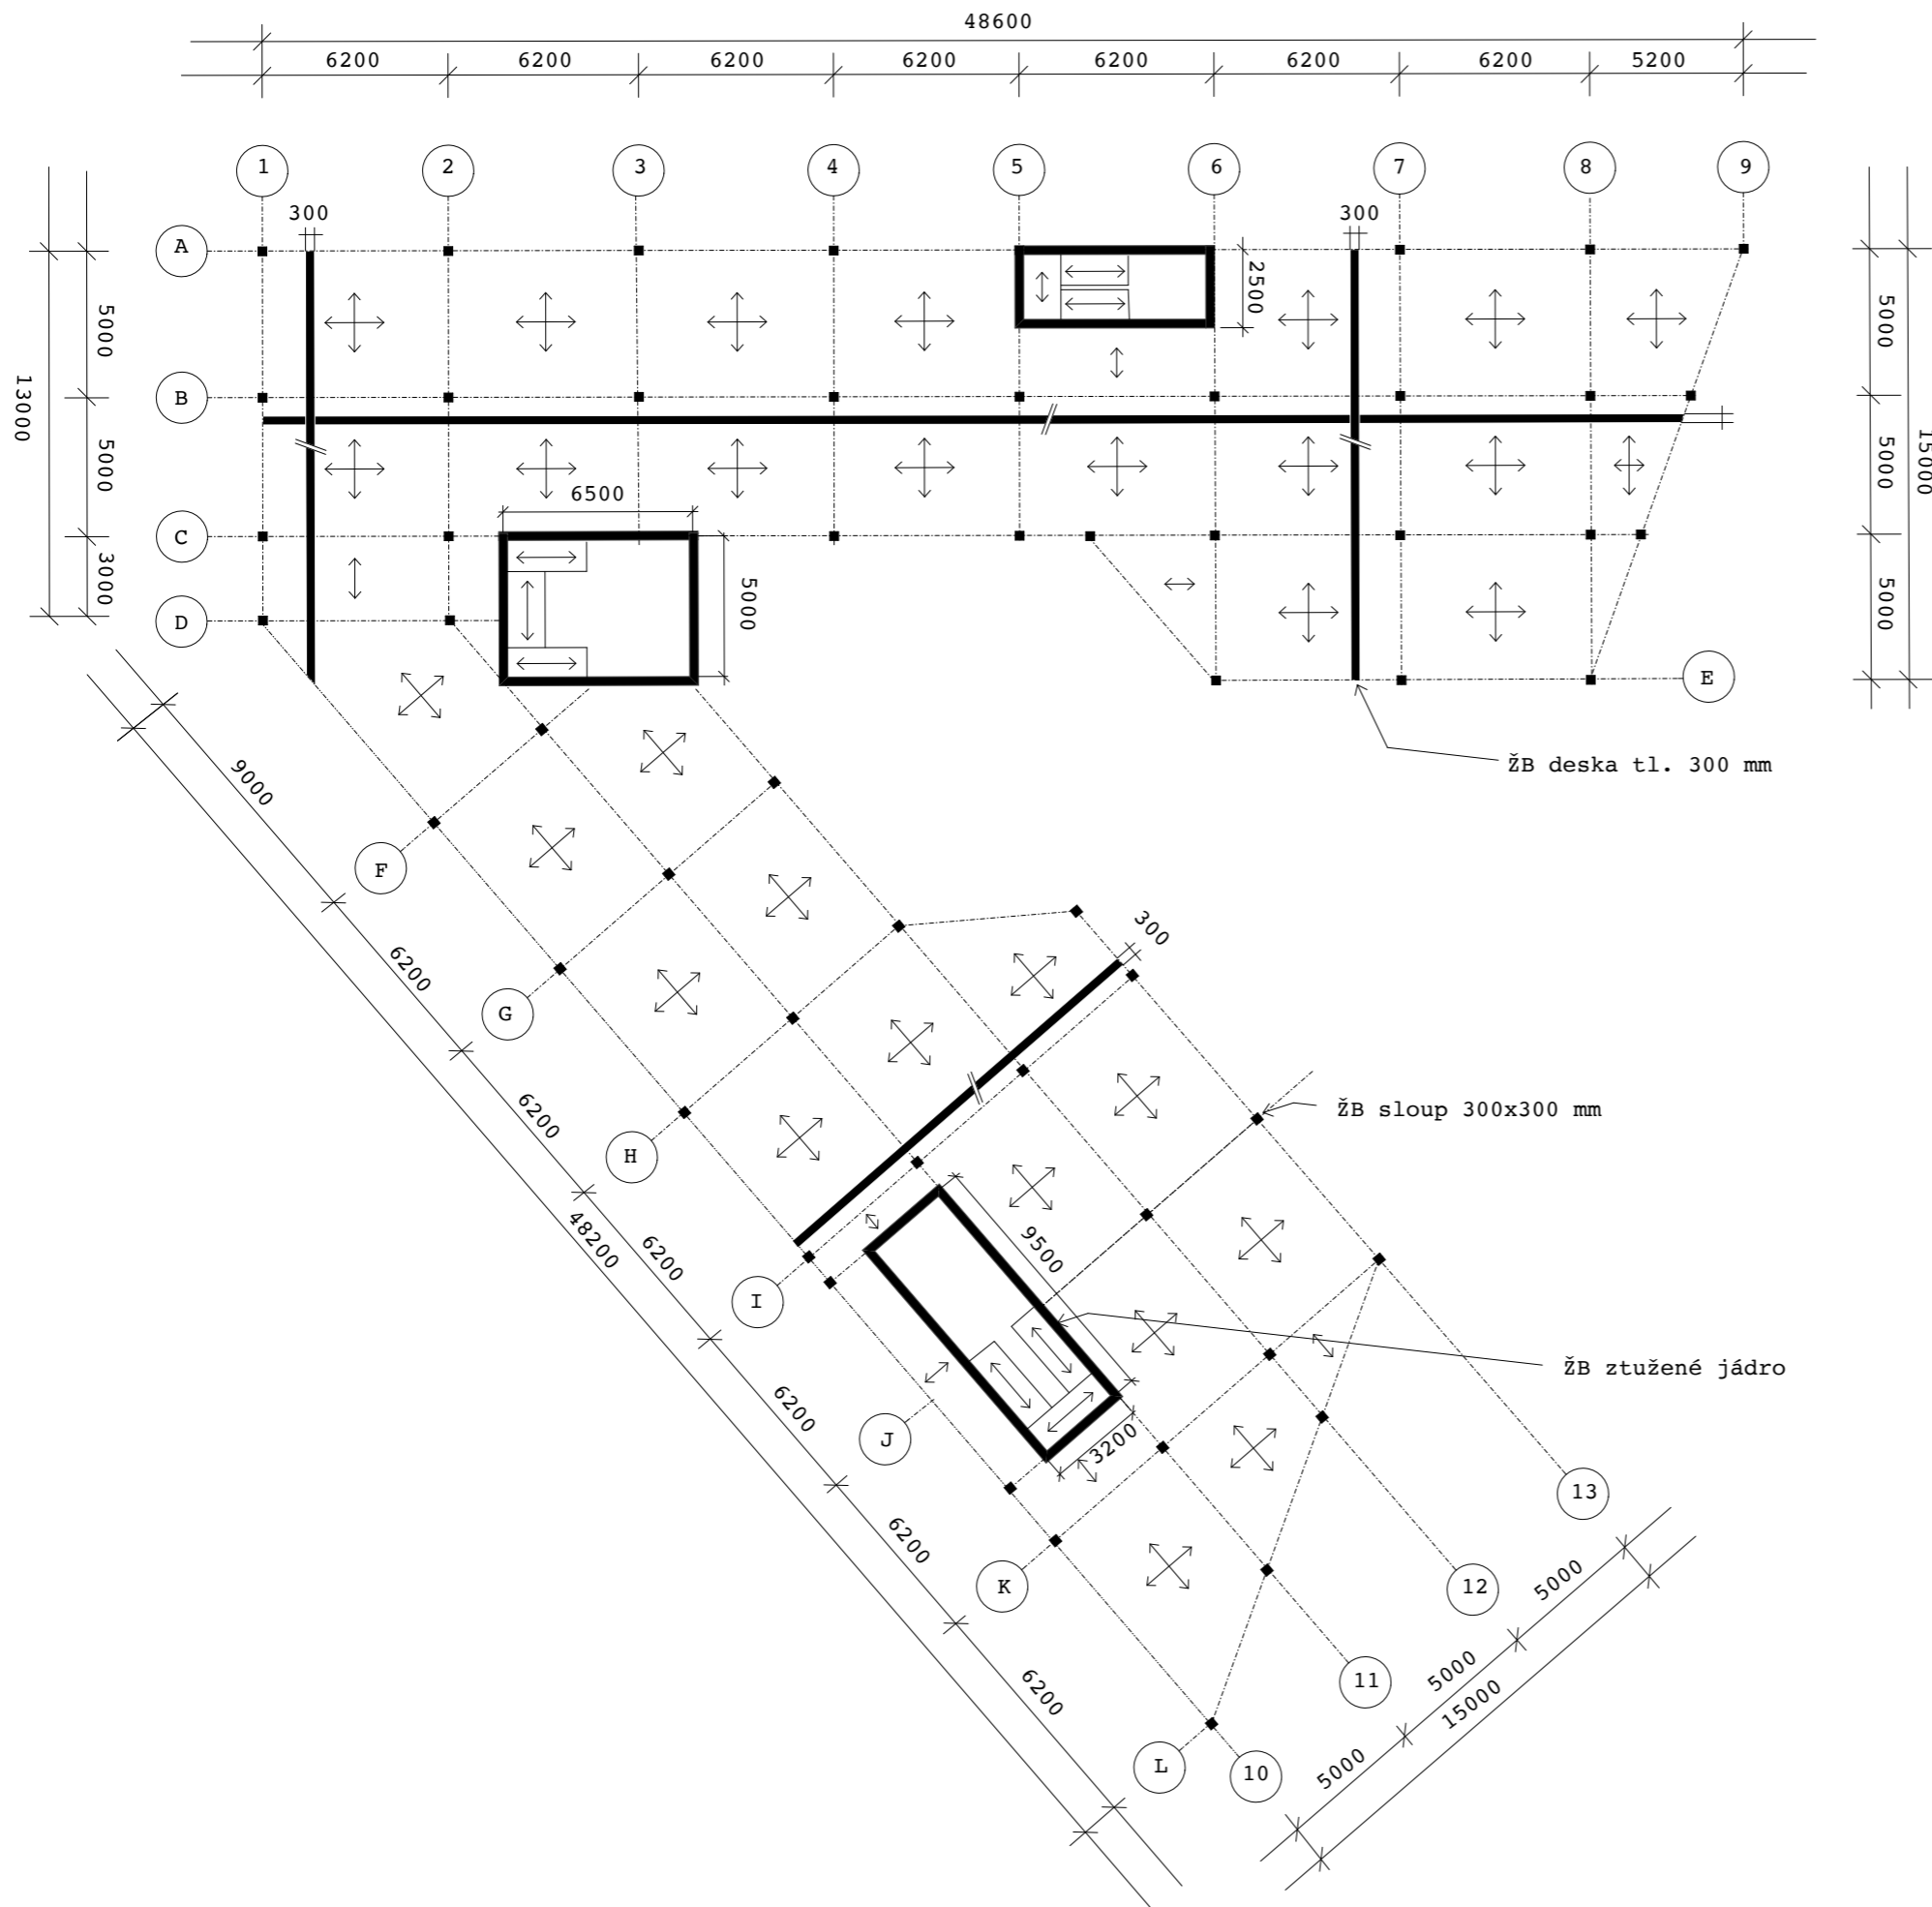 48600
6200 6200 6200 6200 6200 6200 6200 5200
1 2 3 4 5 6 7 8 9
300 300
A
2500
5000 5000
13000
B
15000
5000 5000
6500
C
3000 5000 5000
D
E
ŽB deska tl. 300 mm
9000
F
300
6200
G
6200
ŽB sloup 300x300 mm
H
48200
6200
9500
I
ŽB ztužené jádro
6200
J
3200
13
6200
K
12
5000
6200
11
5000
15000
L
10
5000